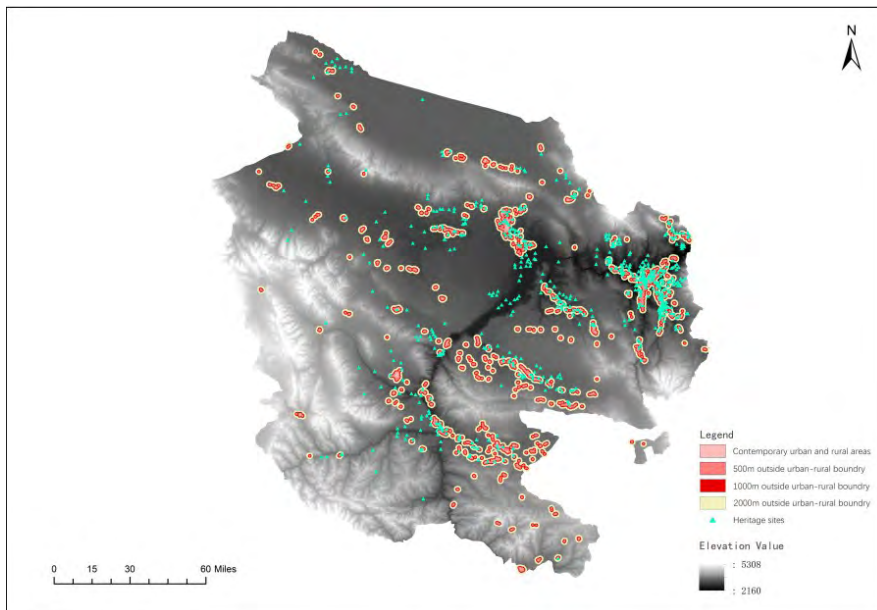 N
Legend
Contemporary urban and rural areas
500m outside urban-rural boundry
1000m outside urban-rural boundry
2000m outside urban-rural boundry
Heritage sites
Elevation Value
: 5308
: 2160
0 15 30 60 Miles